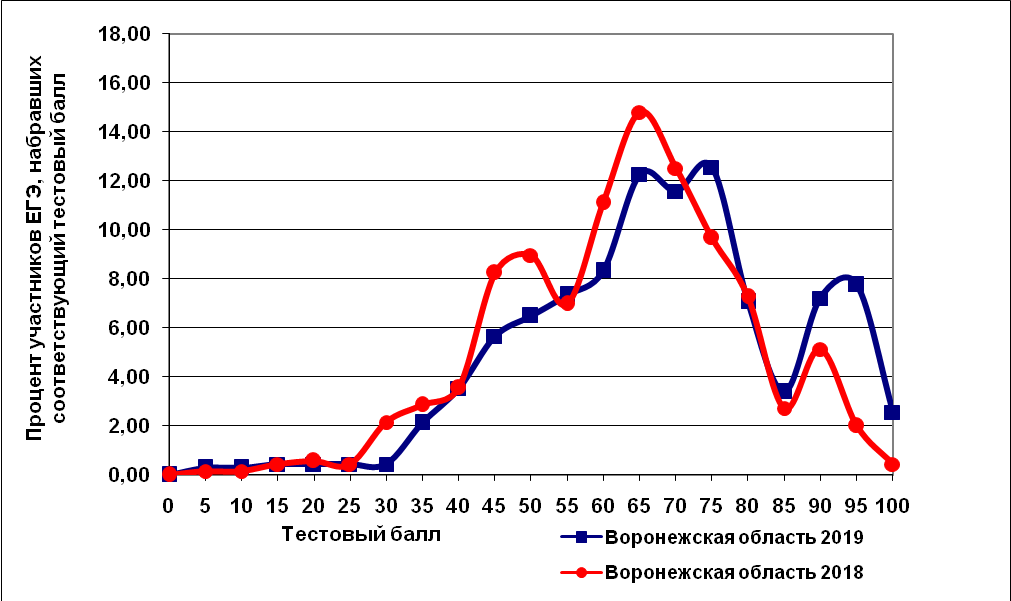 Процент участников ЕГЭ, набравших
соответствующий тестовый балл
18,00
16,00
14,00
12,00
10,00
8,00
6,00
4,00
2,00
0,00
0 5 10 15 20 25 30 35 40 45 50 55 60 65 70 75 80 85 90 95 100
Тестовый балл
Воронежская область 2019
Воронежская область 2018